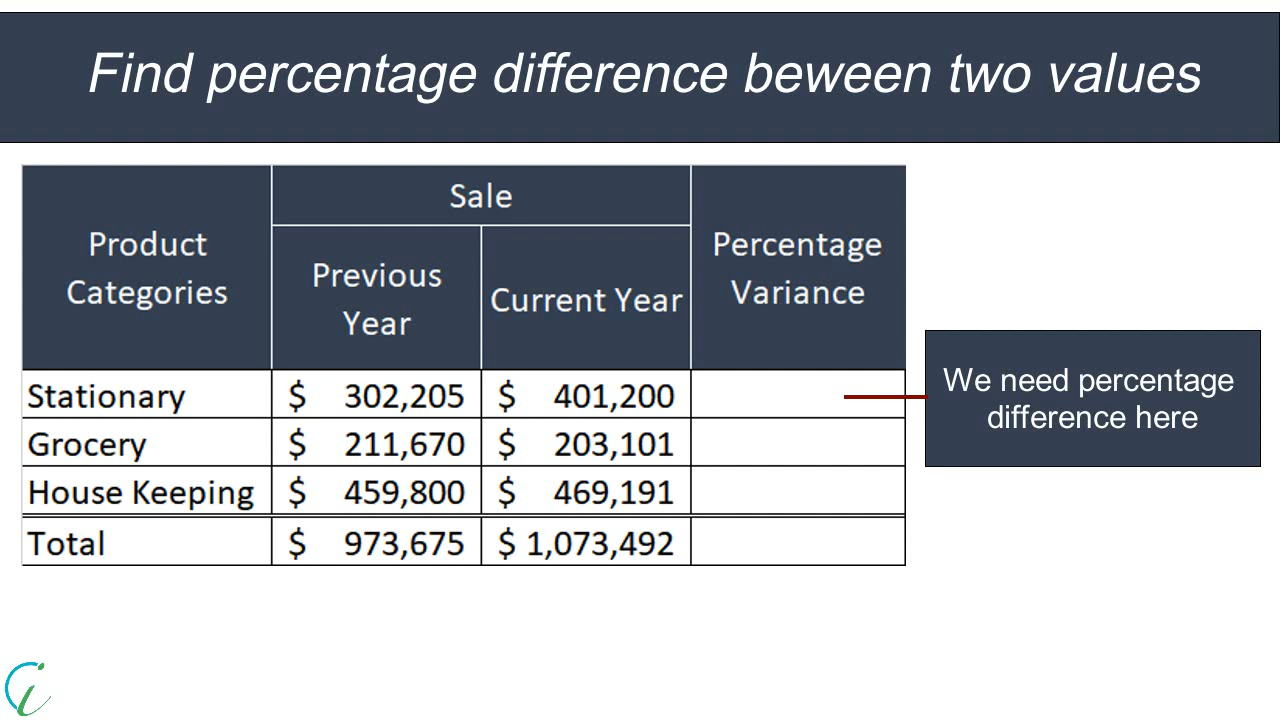 Find percentage difference beween two values
Sale
Product
Categories
Previous
Year
Current Year
Percentage
Variance
Stationary $ 302,205 $ 401,200
Grocery $ 211,670 $ 203,101
House Keeping $ 459,800 $ 469,191
Total $ 973,675 $ 1,073,492
We need percentage
difference here